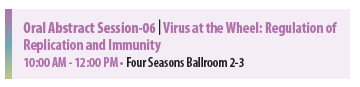 Oral Abstract Session-06 | Virus at the Wheel: Regulation of
Replication and Immunity
10:00 AM - 12:00 PM • Four Seasons Ballroom 2-3